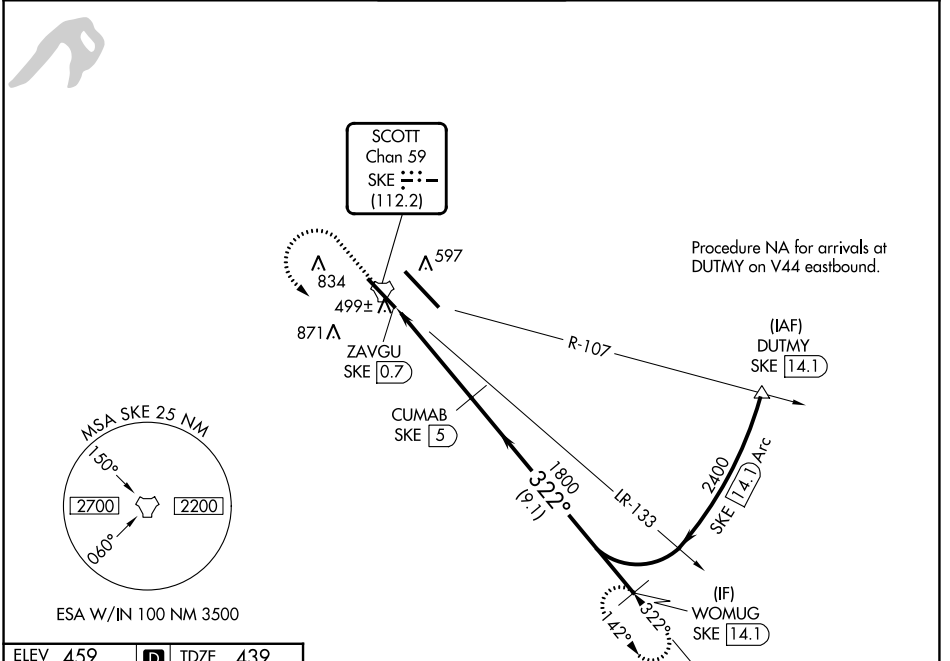 SCOTT
Chan 59
SKE
(112.2)
597
834
499±
871
Procedure NA for arrivals at
DUTMY on V44 eastbound.
(IAF)
DUTMY
SKE 14.1
R-107
ZAVGU
SKE 0.7
CUMAB
SKE 5
1800
322°
(9.1)
LR-133
2400
SKE 14.1 Arc
MSA SKE 25 NM
150°
2700
2200
060°
ESA W/IN 100 NM 3500
(IF)
WOMUG
SKE 14.1
322°
142°
ELEV 459 D TDZE 439